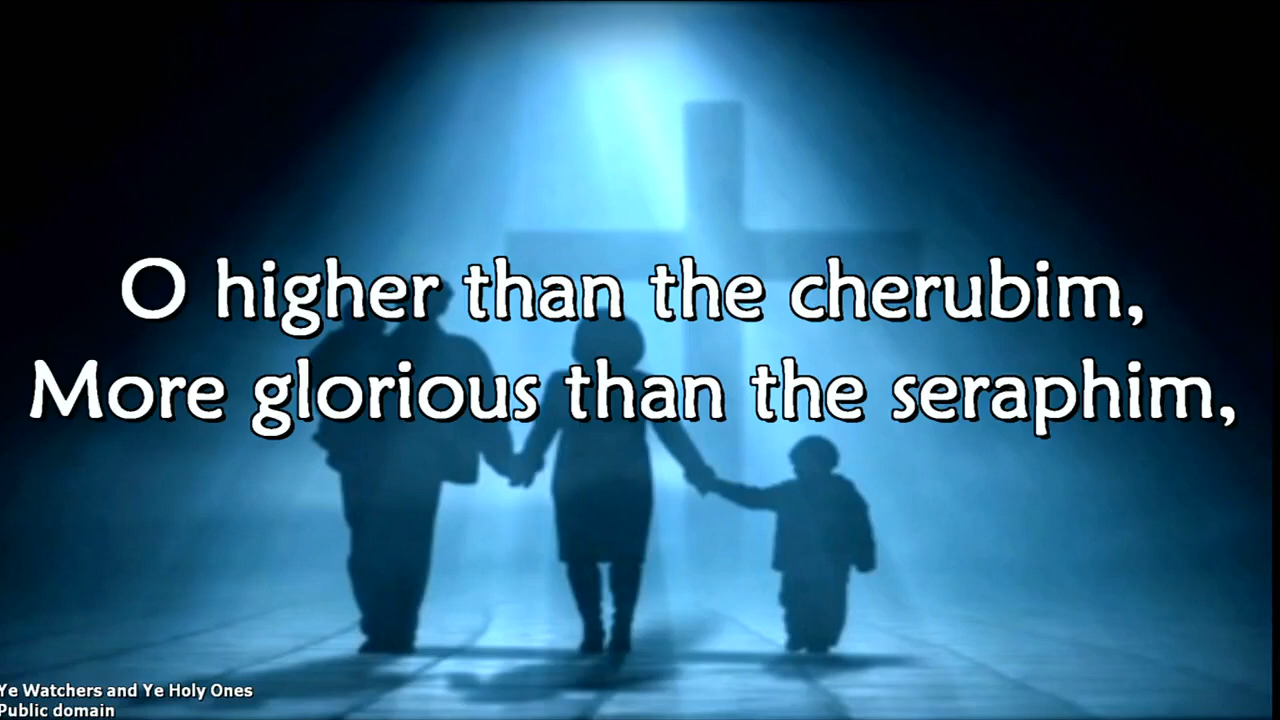 O higher than the cherubim,
More glorious than the seraphim,
Ye Watchers and Ye Holy Ones
Public domain